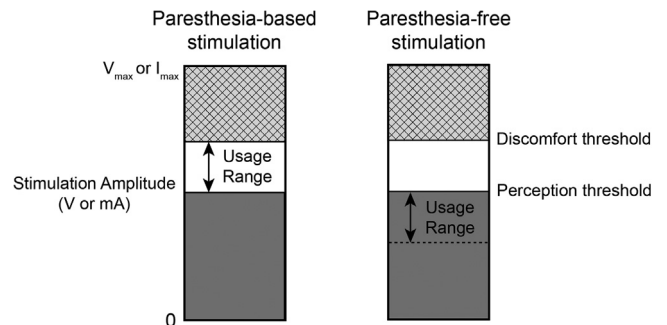 Paresthesia-based
stimulation
Paresthesia-free
stimulation
Vmax or Imax
Usage
Range
Discomfort threshold
Stimulation Amplitude
(V or mA)
Perception threshold
Usage
Range
0